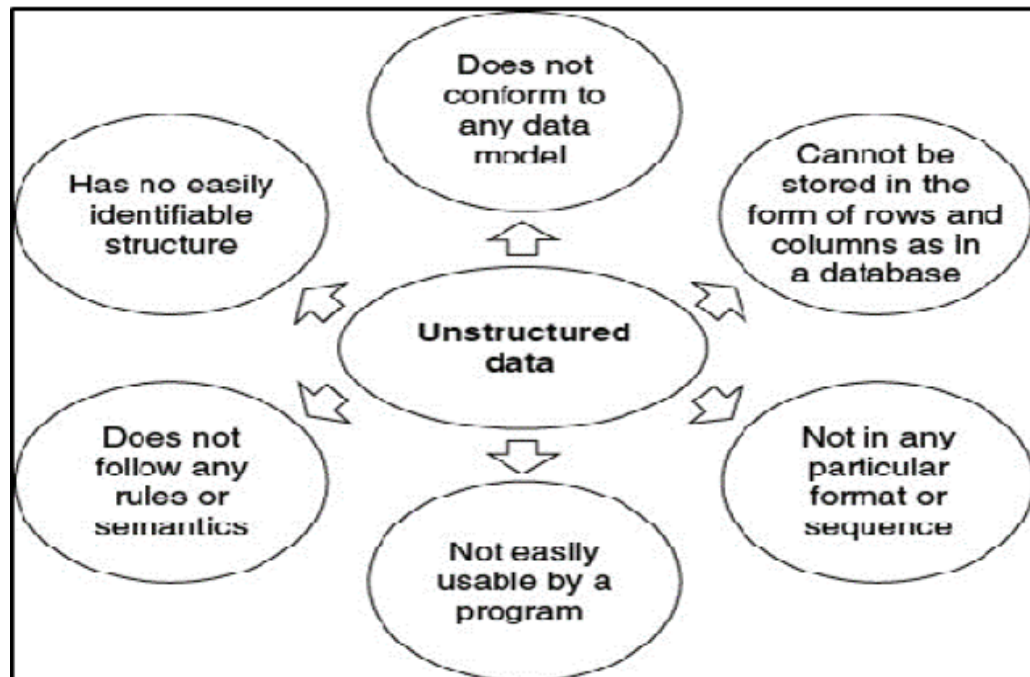 Does not
conform to
any data
model
Has no easily
identifiable
structure
Cannot be
stored in the
form of rows and
columns as in
a database
Unstructured
data
Does not
follow any
rules or
semantics
Not in any
particular
format or
sequence
Not easily
usable by a
program